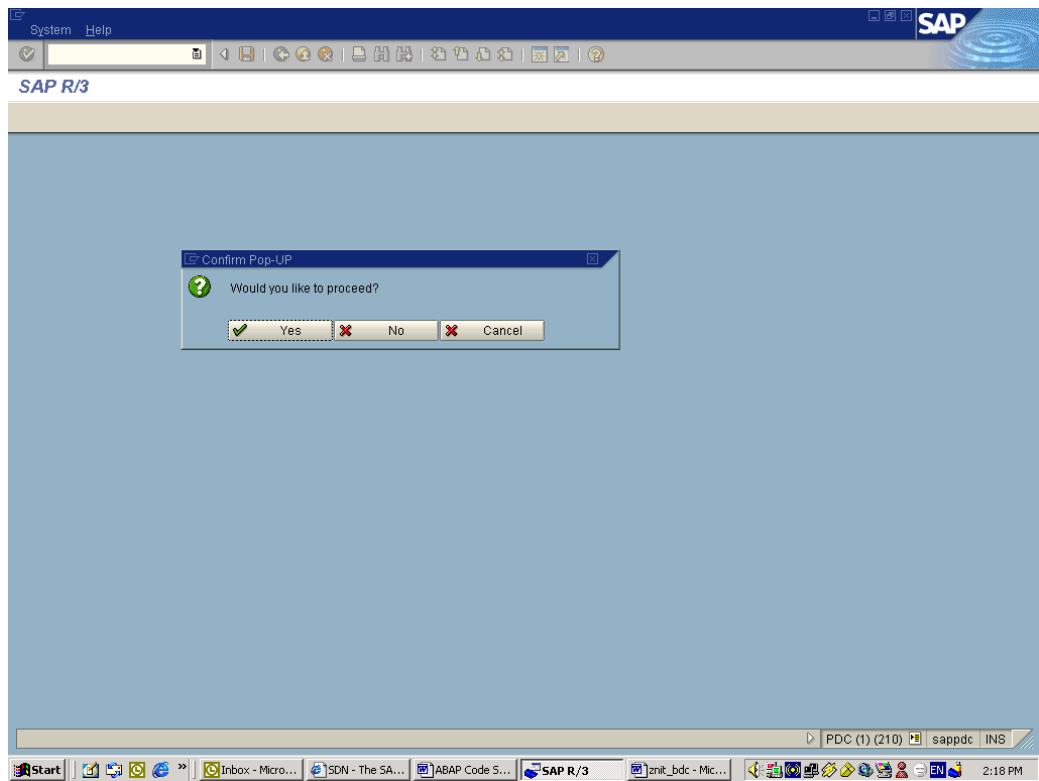 System Help
SAP
SAP R/3
Confirm Pop-UP
Would you like to proceed?
Yes No Cancel
PDC (1) (210) sappdc INS
Start » Inbox - Micro... SDN - The SA... ABAP Code S... SAP R/3 znit_bdc - Mic... EN 2:18 PM